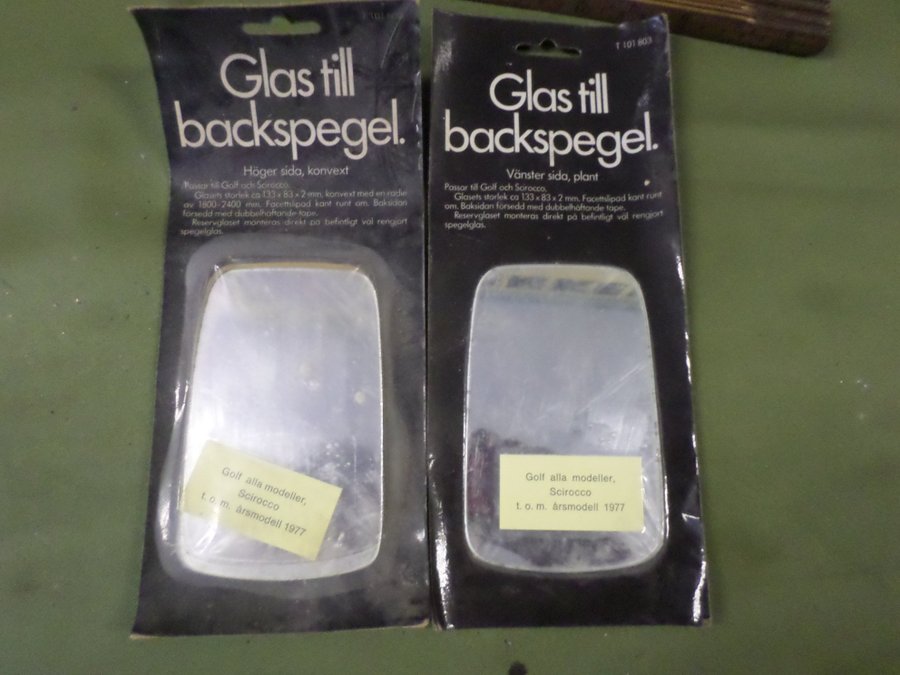 Glas till
backspegel.
Höger sida, konvext
Passar till Golf och Scirocco.
Glasets storlek ca 133 × 83 × 2 mm, konvext med en radie
av 1800-2400 mm. Facettslipad kant runt om. Baksidan
försedd med dubbelhäftande tape.
Reservglaset monteras direkt på befintligt väl rengjort
spegelglas.
Golf alla modeller,
Scirocco
t. o. m. årsmodell 1977
T 101 803
Glas till
backspegel.
Vänster sida, plant
Passar till Golf och Scirocco.
Glasets storlek ca 133 × 83 × 2 mm. Facettslipad kant runt
om. Baksidan försedd med dubbelhäftande tape.
Reservglaset monteras direkt på befintligt väl rengjort
spegelglas.
Golf alla modeller,
Scirocco
t. o. m. årsmodell 1977